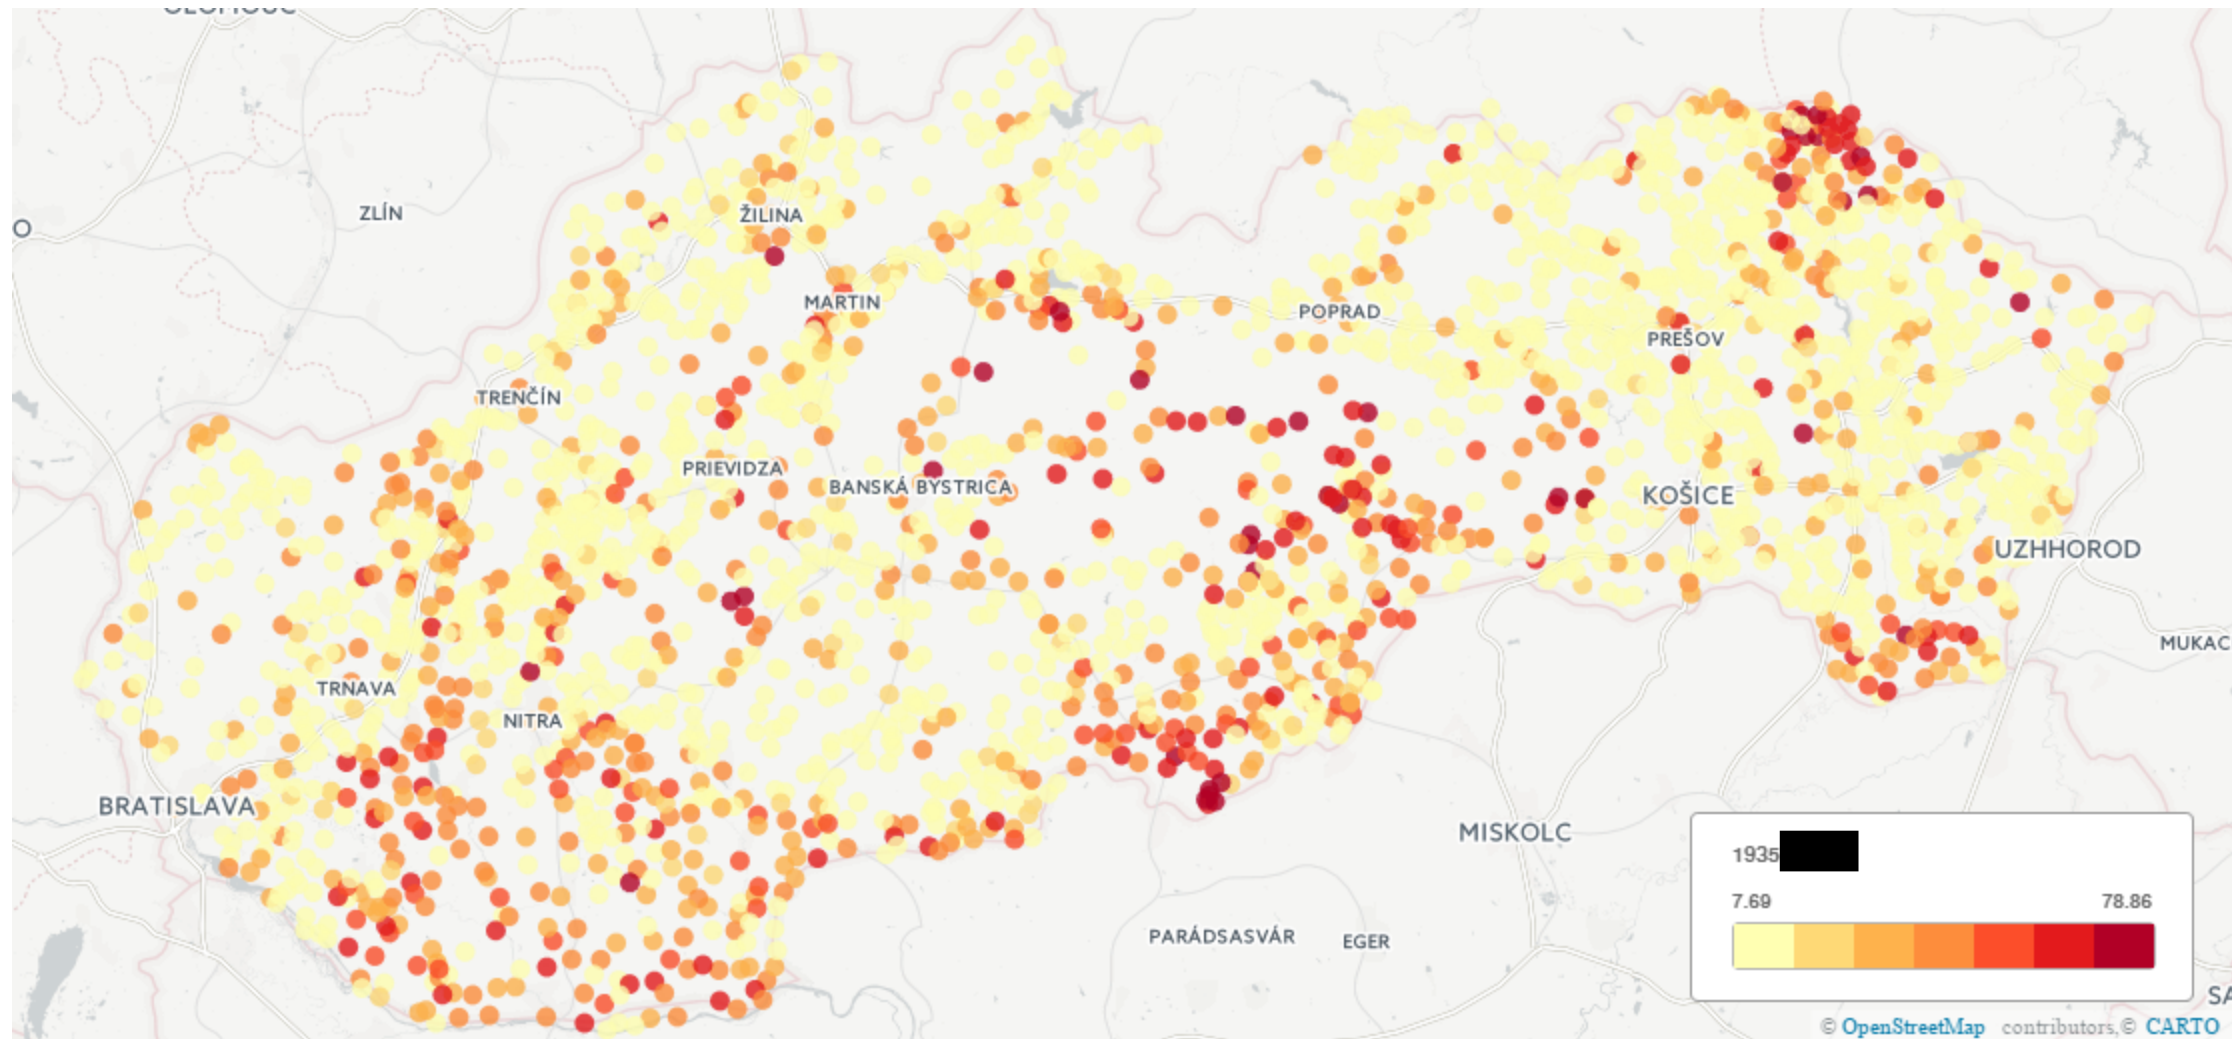 ZLÍN
ŽILINA
MARTIN
POPRAD
PREŠOV
TRENČÍN
PRIEVIDZA
BANSKÁ BYSTRICA
KOŠICE
UZHHOROD
MUKAC
TRNAVA
NITRA
BRATISLAVA
MISKOLC
PARÁDSASVÁR
EGER
1935
7.69 78.86
SA
© OpenStreetMap contributors,© CARTO